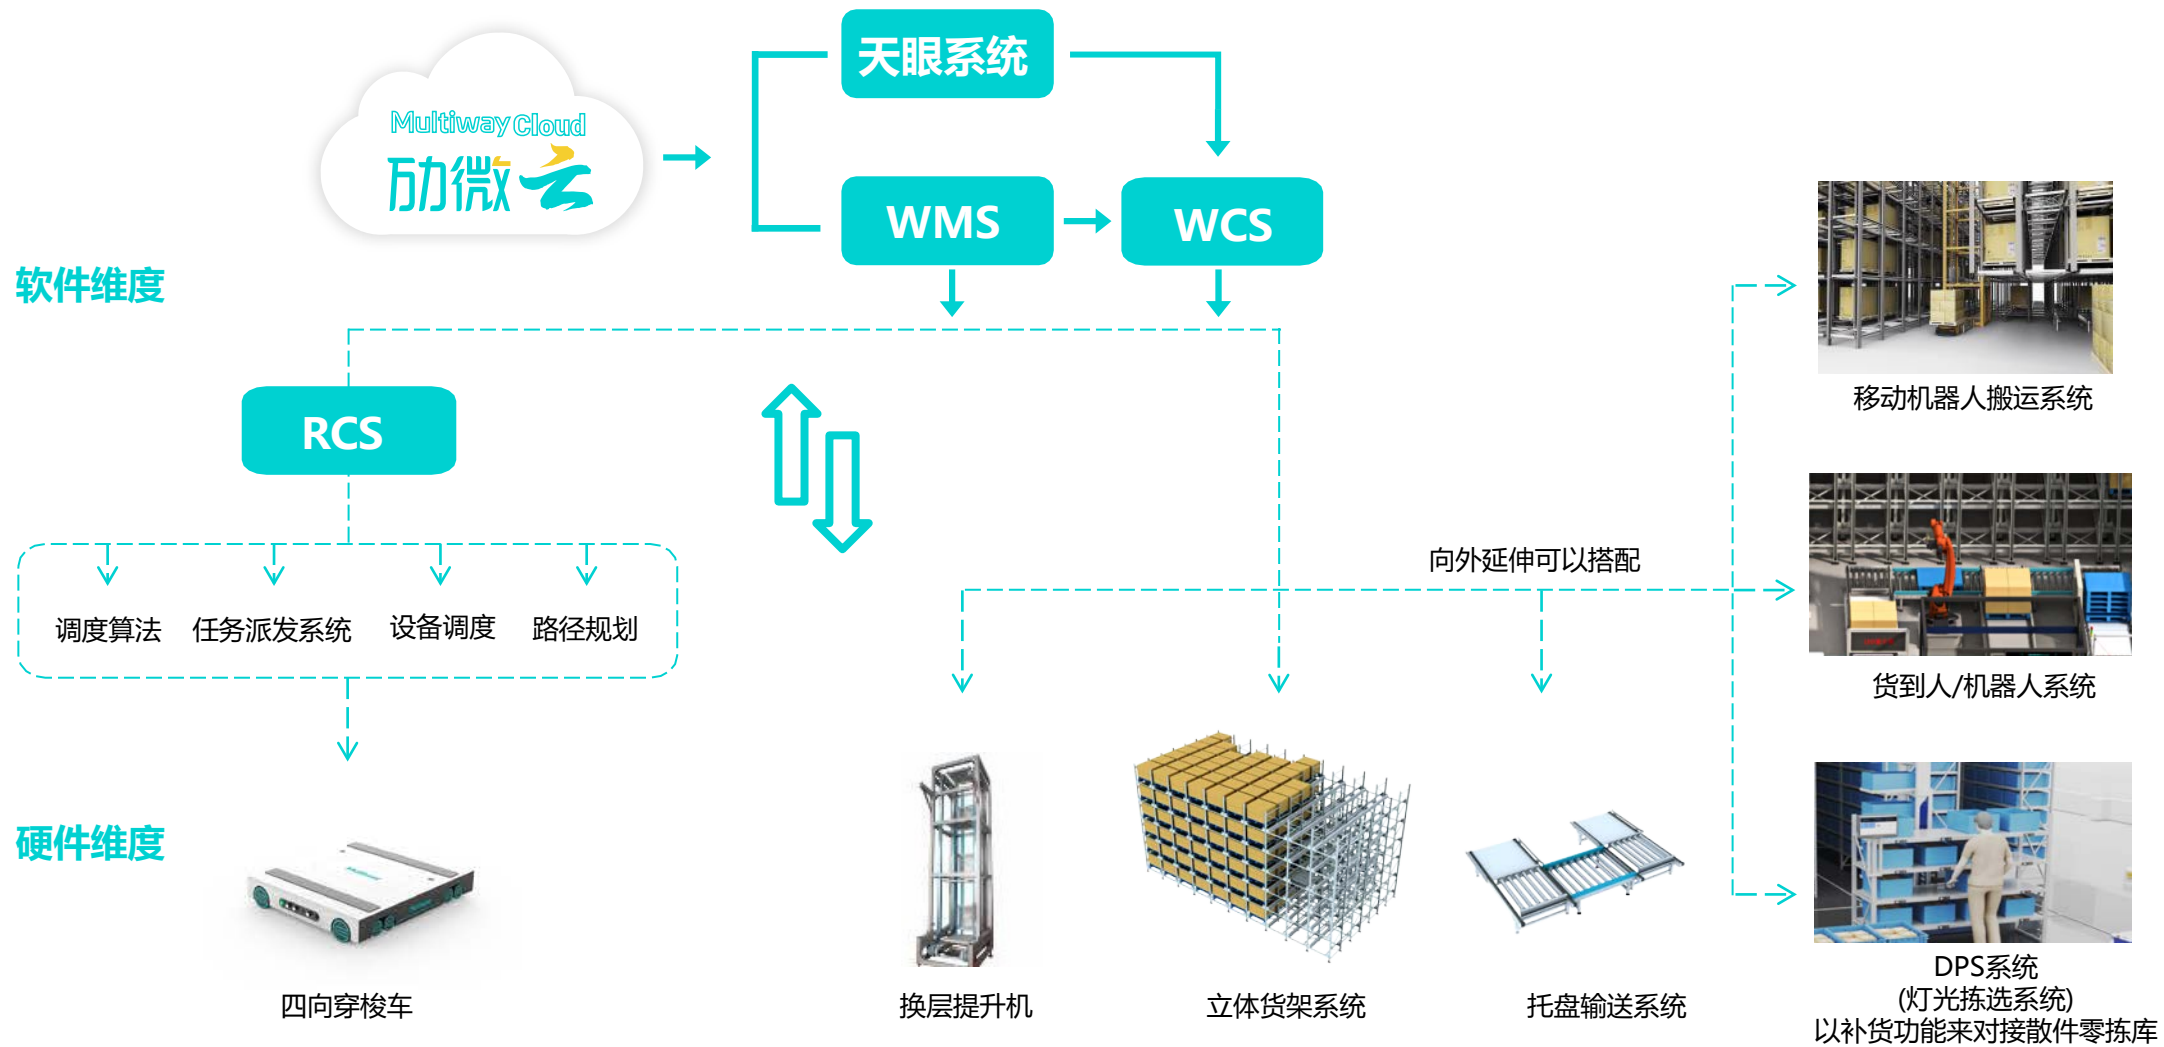 天眼系统
Multiway Cloud
劢微云
WMS
WCS
软件维度
RCS
移动机器人搬运系统
向外延伸可以搭配
调度算法
任务派发系统
设备调度
路径规划
货到人/机器人系统
硬件维度
四向穿梭车
换层提升机
立体货架系统
托盘输送系统
DPS系统
(灯光拣选系统)
以补货功能来对接散件零拣库